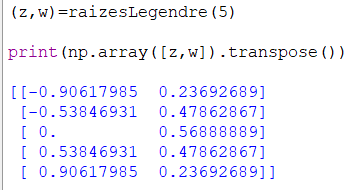 (z,w)=raizesLegendre(5)
print(np.array([z,w]).transpose())
[[-0.90617985  0.23692689]
 [-0.53846931  0.47862867]
 [ 0.          0.56888889]
 [ 0.53846931  0.47862867]
 [ 0.90617985  0.23692689]]